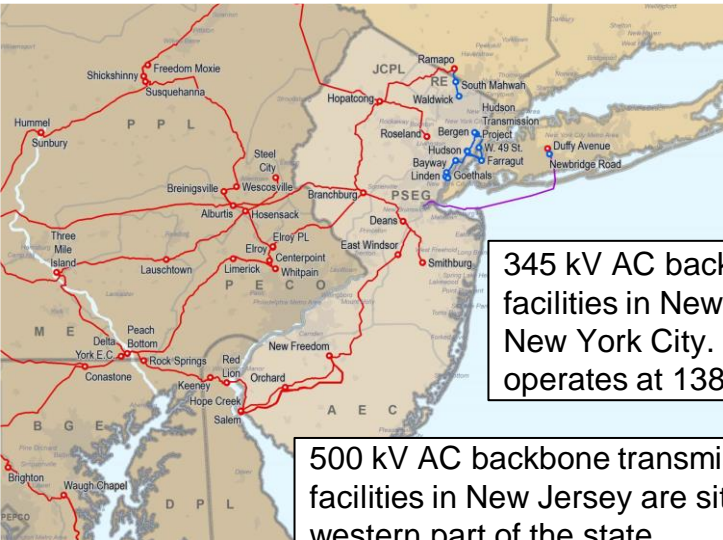 Freedom Moxie
Shickshinny
Susquehanna
P P L
Hummel
Sunbury
Steel
City
Breinigsville
Wescosville
Alburtis
Hosensack
Three
Mile
Island
Lauschtown
Elroy PL
Elroy
Centerpoint
Limerick
Whitpain
P E C O
M E
Peach
Bottom
Delta
York E.C.
Rock Springs
Conastone
Keeney
Red
Lion
Hope Creek
Salem
Orchard
New Freedom
A E C
B G E
Brighton
Waugh Chapel
PEPCO
D P L
JCPL
RE
Ramapo
South Mahwah
Waldwick
Hopatcong
Roseland
Hudson
Transmission
Project
Bergen
W. 49 St.
Hudson
Farragut
Bayway
Linden
Goethals
Branchburg
PSEG
Deans
East Windsor
Smithburg
Duffy Avenue
Newbridge Road
345 kV AC back
facilities in New
New York City.
operates at 138
500 kV AC backbone transmi
facilities in New Jersey are sit
western part of the state